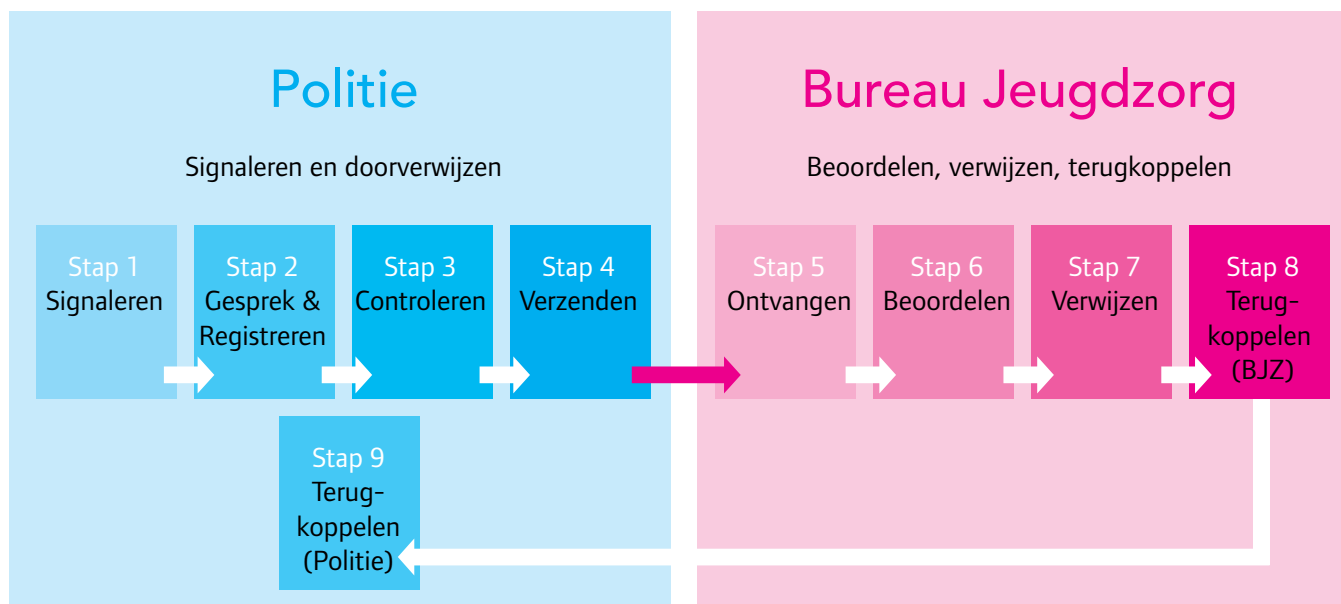 Politie
Signaleren en doorverwijzen
Stap 1
Signaleren
Stap 2
Gesprek &
Registreren
Stap 3
Controleren
Stap 4
Verzenden
Stap 9
Terug-
koppelen
(Politie)
Bureau Jeugdzorg
Beoordelen, verwijzen, terugkoppelen
Stap 5
Ontvangen
Stap 6
Beoordelen
Stap 7
Verwijzen
Stap 8
Terug-
koppelen
(BJZ)